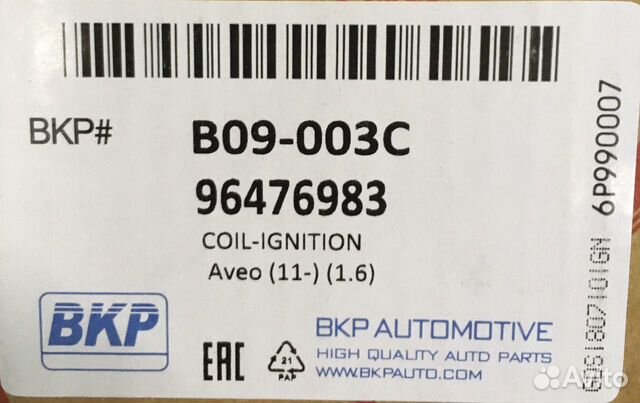 BKP#
B09-003C
96476983
COIL-IGNITION
Aveo (11-) (1.6)
BKP
EAC
21
PAP
BKP AUTOMOTIVE
HIGH QUALITY AUTO PARTS
WWW.BKPAUTO.COM
6P990007
Avito